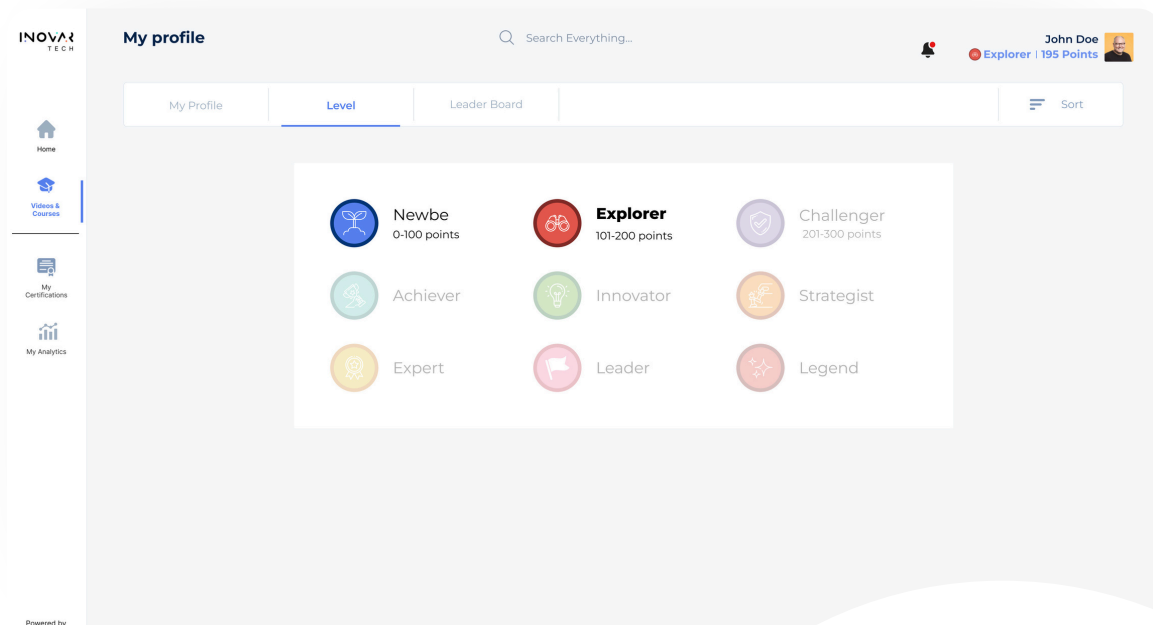 INOVAR
TECH
My profile
Search Everything...
John Doe
Explorer | 195 Points
My Profile
Level
Leader Board
Sort
Home
Videos &
Courses
My
Certifications
My Analytics
Newbe
0-100 points
Explorer
101-200 points
Challenger
201-300 points
Achiever
Innovator
Strategist
Expert
Leader
Legend
Powered by